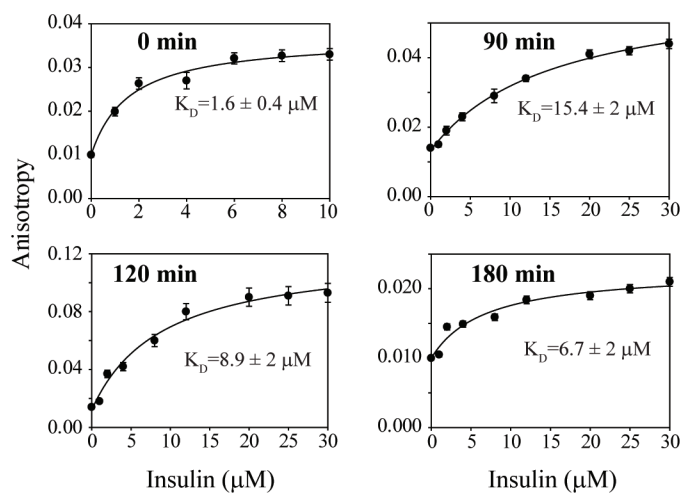 Anisotropy
0 min
0.04
0.03
0.02
0.01
0.00
K_D=1.6 ± 0.4 μM
0 2 4 6 8 10
90 min
0.04
0.02
0.00
K_D=15.4 ± 2 μM
0 5 10 15 20 25 30
120 min
0.12
0.08
0.04
0.00
K_D=8.9 ± 2 μM
0 5 10 15 20 25 30
Insulin (μM)
180 min
0.020
0.010
0.000
K_D=6.7 ± 2 μM
0 5 10 15 20 25 30
Insulin (μM)